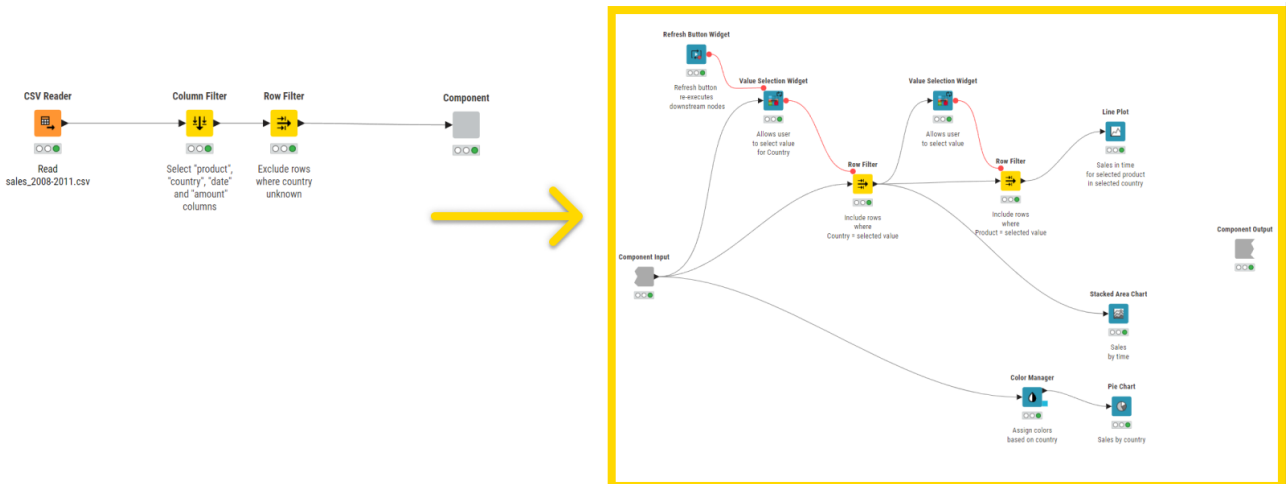 CSV Reader
Read
sales_2008-2011.csv
Column Filter
Select "product",
"country", "date"
and "amount"
columns
Row Filter
Exclude rows
where country
unknown
Component
Refresh Button Widget
Refresh button
re-executes
downstream nodes
Value Selection Widget
Allows user
to select value
for Country
Row Filter
Include rows
where
Country = selected value
Value Selection Widget
Allows user
to select value
Row Filter
Include rows
where
Product = selected value
Line Plot
Sales in time
for selected product
in selected country
Component Input
Component Output
Stacked Area Chart
Sales
by time
Color Manager
Assign colors
based on country
Pie Chart
Sales by country